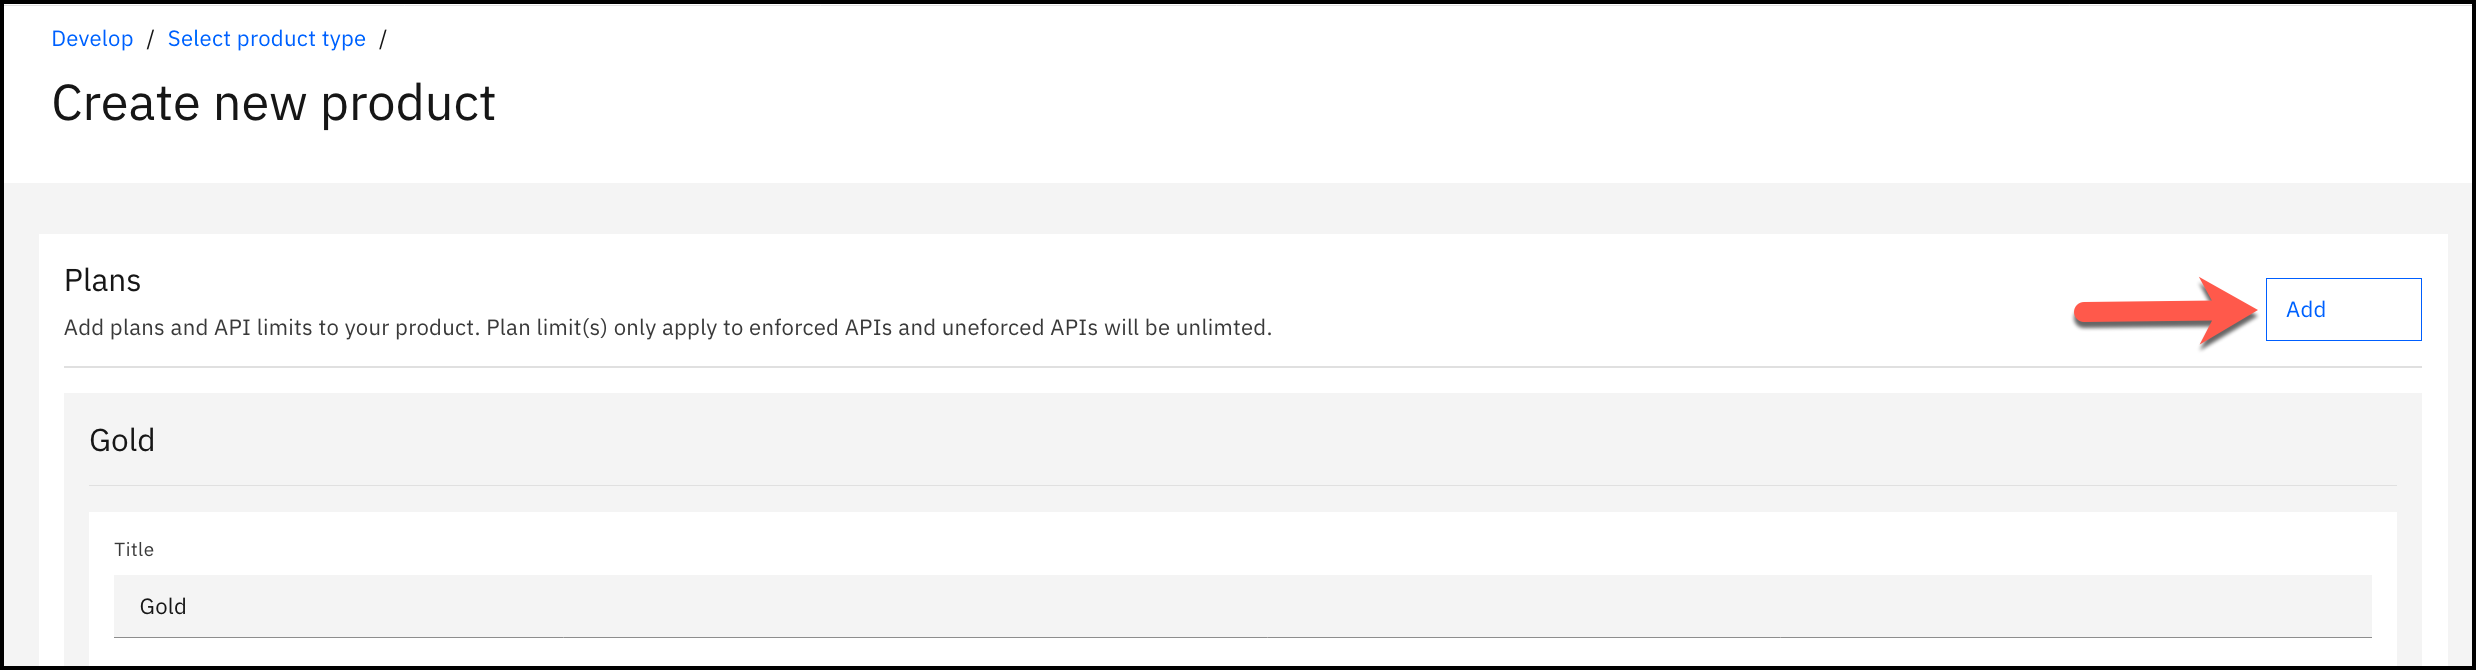 Develop / Select product type /
Create new product
Plans
Add plans and API limits to your product. Plan limit(s) only apply to enforced APIs and uneforced APIs will be unlimted.
Add
Gold
Title
Gold